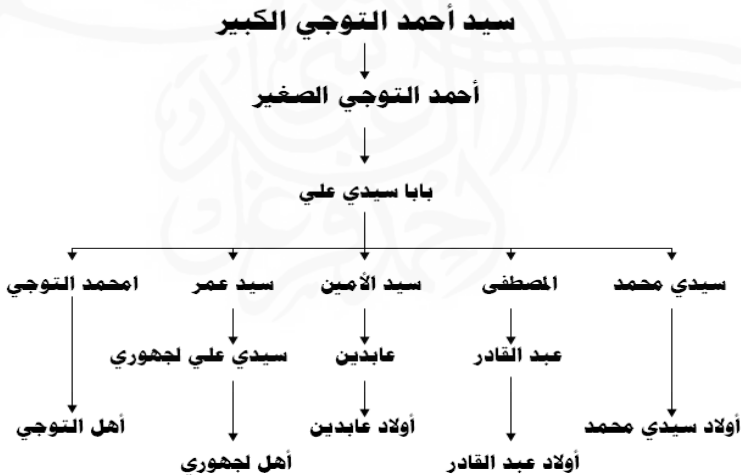 سيد أحمد التوجي الكبير
أحمد التوجي الصغير
بابا سيدي علي
سيدي محمد
المصطفى
سيد الأمين
سيد عمر
امحمد التوجي
عبد القادر
عابدين
سيدي علي لجهوري
أولاد سيدي محمد
أولاد عابدين
أهل التوجي
أولاد عبد القادر
أهل لجهوري